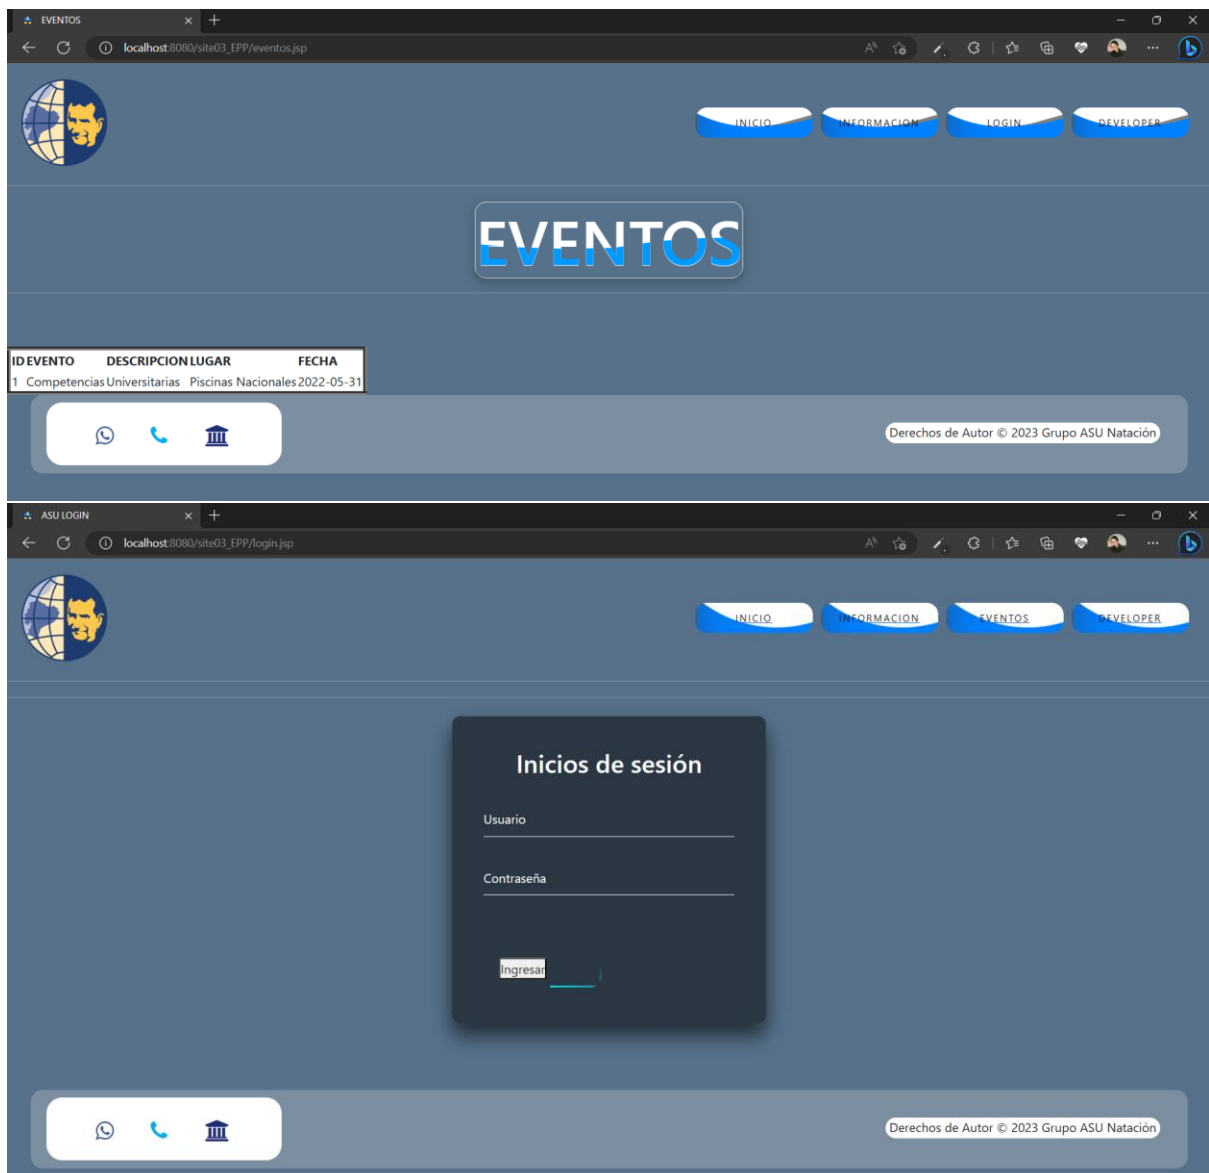 EVENTOS
localhost:8080/site03_EPP/eventos.jsp
INICIO INFORMACION LOGIN DEVELOPER
EVENTOS
ID EVENTO DESCRIPCION LUGAR FECHA
1 Competencias Universitarias Piscinas Nacionales 2022-05-31
Derechos de Autor © 2023 Grupo ASU Natación
ASU LOGIN
localhost:8080/site03_EPP/login.jsp
INICIO INFORMACION EVENTOS DEVELOPER
Inicios de sesión
Usuario
Contraseña
Ingresar
Derechos de Autor © 2023 Grupo ASU Natación